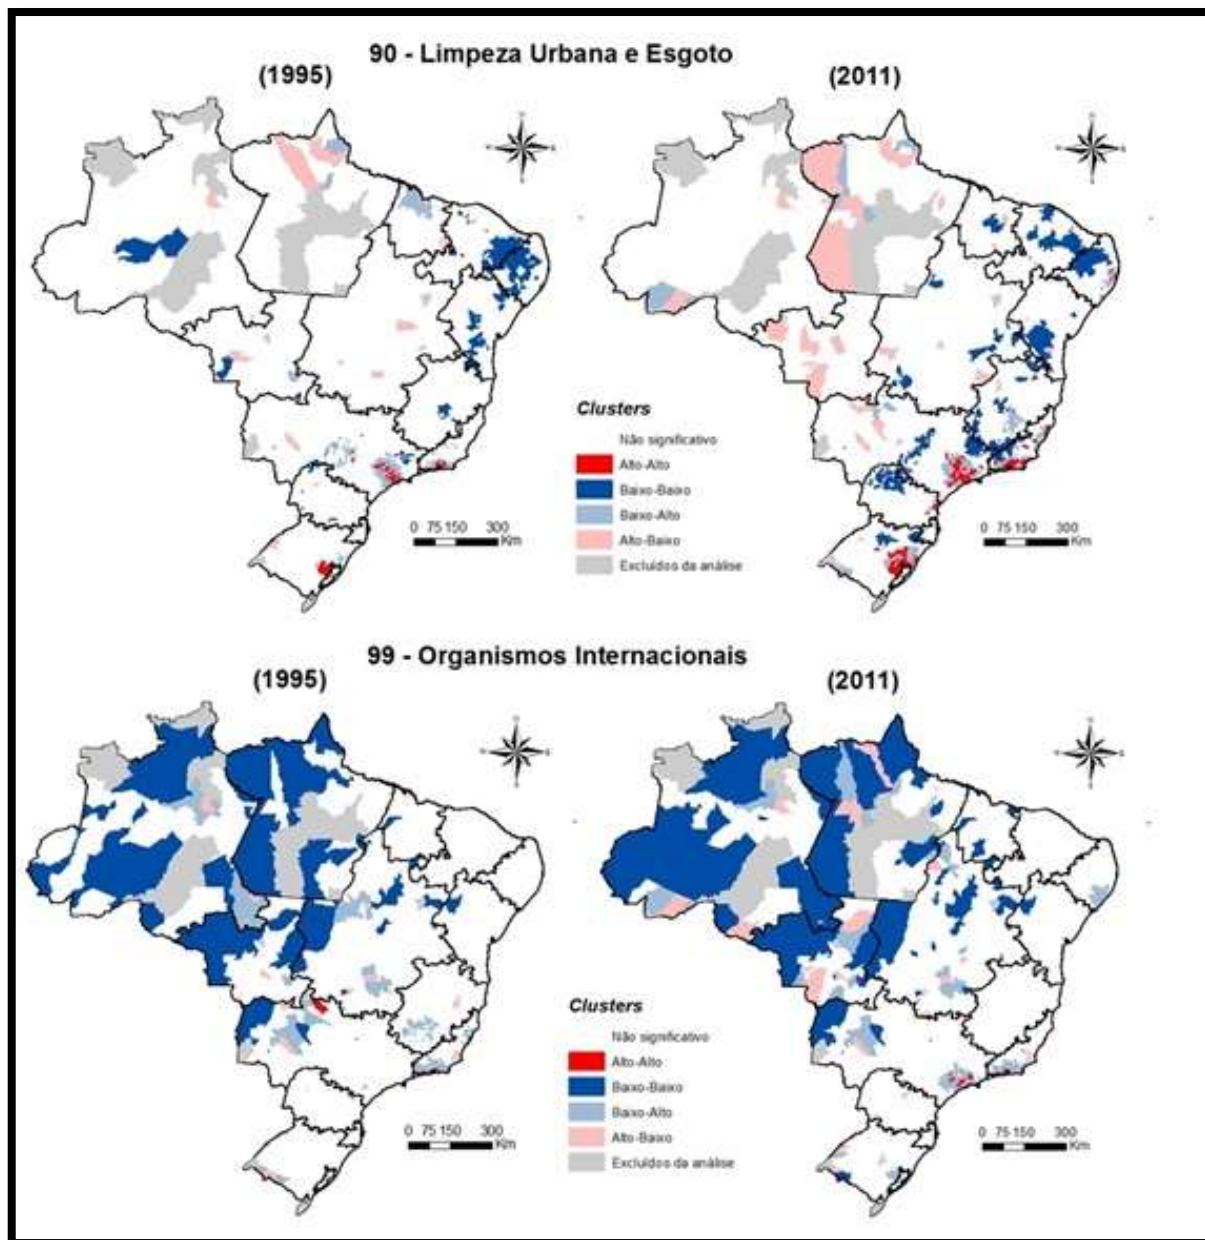 90 - Limpeza Urbana e Esgoto
(1995)
(2011)
Clusters
Não significativo
Alto-Alto
Baixo-Baixo
Baixo-Alto
Alto-Baixo
Excluídos da análise
0 75 150 300
Km
0 75 150 300
Km
99 - Organismos Internacionais
(1995)
(2011)
Clusters
Não significativo
Alto-Alto
Baixo-Baixo
Baixo-Alto
Alto-Baixo
Excluídos da análise
0 75 150 300
Km
0 75 150 300
Km